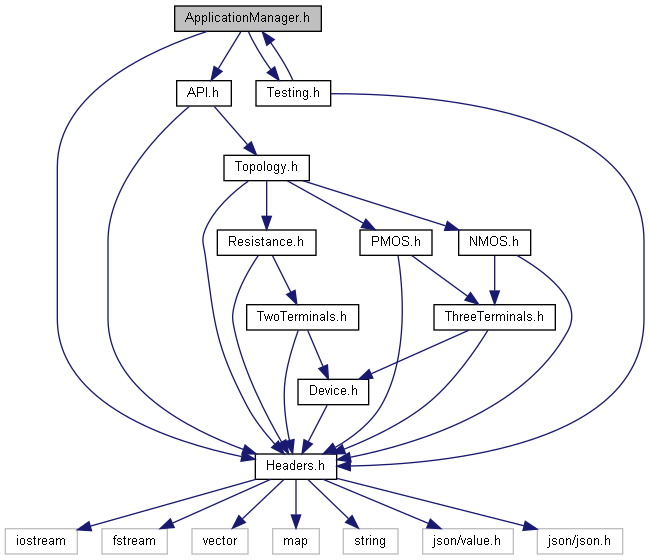 ApplicationManager.h
API.h
Testing.h
Topology.h
Resistance.h
PMOS.h
NMOS.h
TwoTerminals.h
ThreeTerminals.h
Device.h
Headers.h
iostream
fstream
vector
map
string
json/value.h
json/json.h